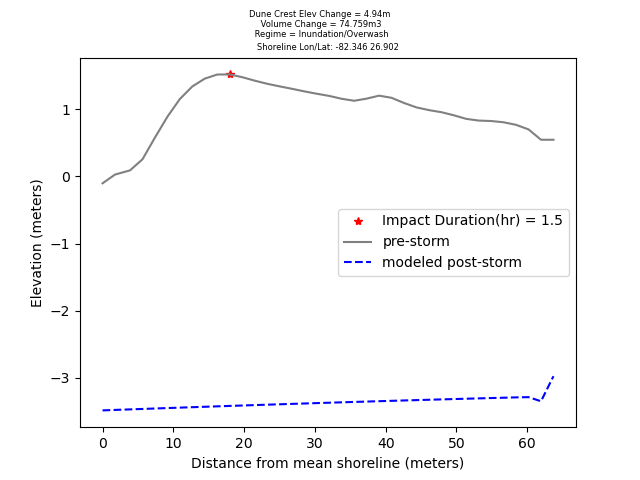 Dune Crest Elev Change = 4.94m
Volume Change = 74.759m3
Regime = Inundation/Overwash
Shoreline Lon/Lat: -82.346 26.902
1
0
−1
−2
−3
Elevation (meters)
Impact Duration(hr) = 1.5
pre-storm
modeled post-storm
0 10 20 30 40 50 60
Distance from mean shoreline (meters)